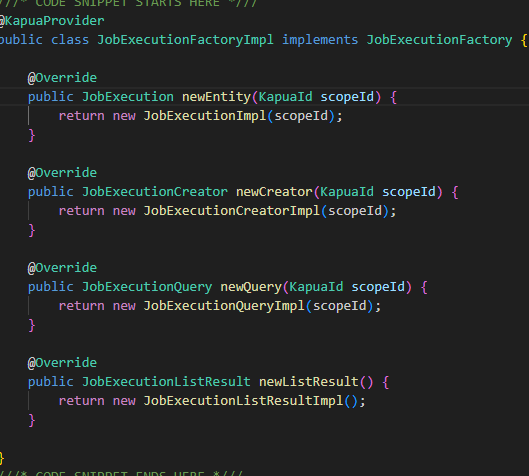 ///* CODE SNIPPET STARTS HERE *///
@KapuaProvider
public class JobExecutionFactoryImpl implements JobExecutionFactory {
    @Override
    public JobExecution newEntity(KapuaId scopeId) {
        return new JobExecutionImpl(scopeId);
    }
    @Override
    public JobExecutionCreator newCreator(KapuaId scopeId) {
        return new JobExecutionCreatorImpl(scopeId);
    }
    @Override
    public JobExecutionQuery newQuery(KapuaId scopeId) {
        return new JobExecutionQueryImpl(scopeId);
    }
    @Override
    public JobExecutionListResult newListResult() {
        return new JobExecutionListResultImpl();
    }
}
///* CODE SNIPPET ENDS HERE *///